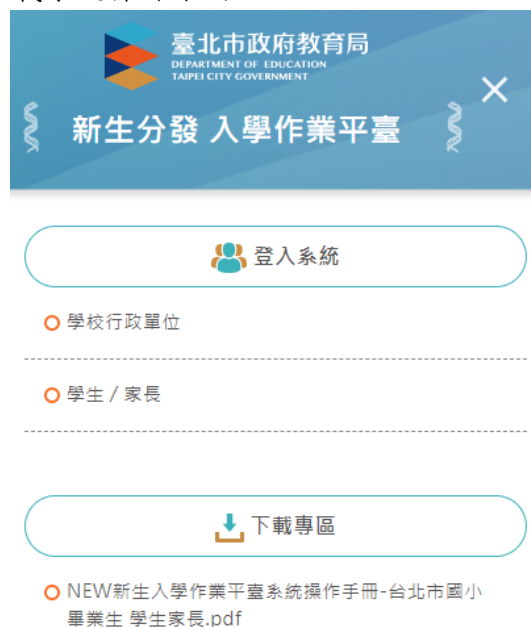 臺北市政府教育局
DEPARTMENT OF EDUCATION
TAIPEI CITY GOVERNMENT
新生分發 入學作業平臺
登入系統
學校行政單位
學生 / 家長
下載專區
NEW新生入學作業平臺系統操作手冊-台北市國小
畢業生 學生家長.pdf